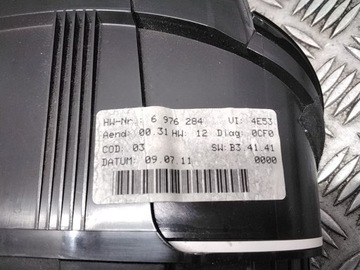 HW-Nr.: 6 976 284 VI: 4E53
Aend: 00.31 HW: 12 Diag: 0CF0
COD: 03 SW: B3.41.41
DATUM: 09.07.11 0000